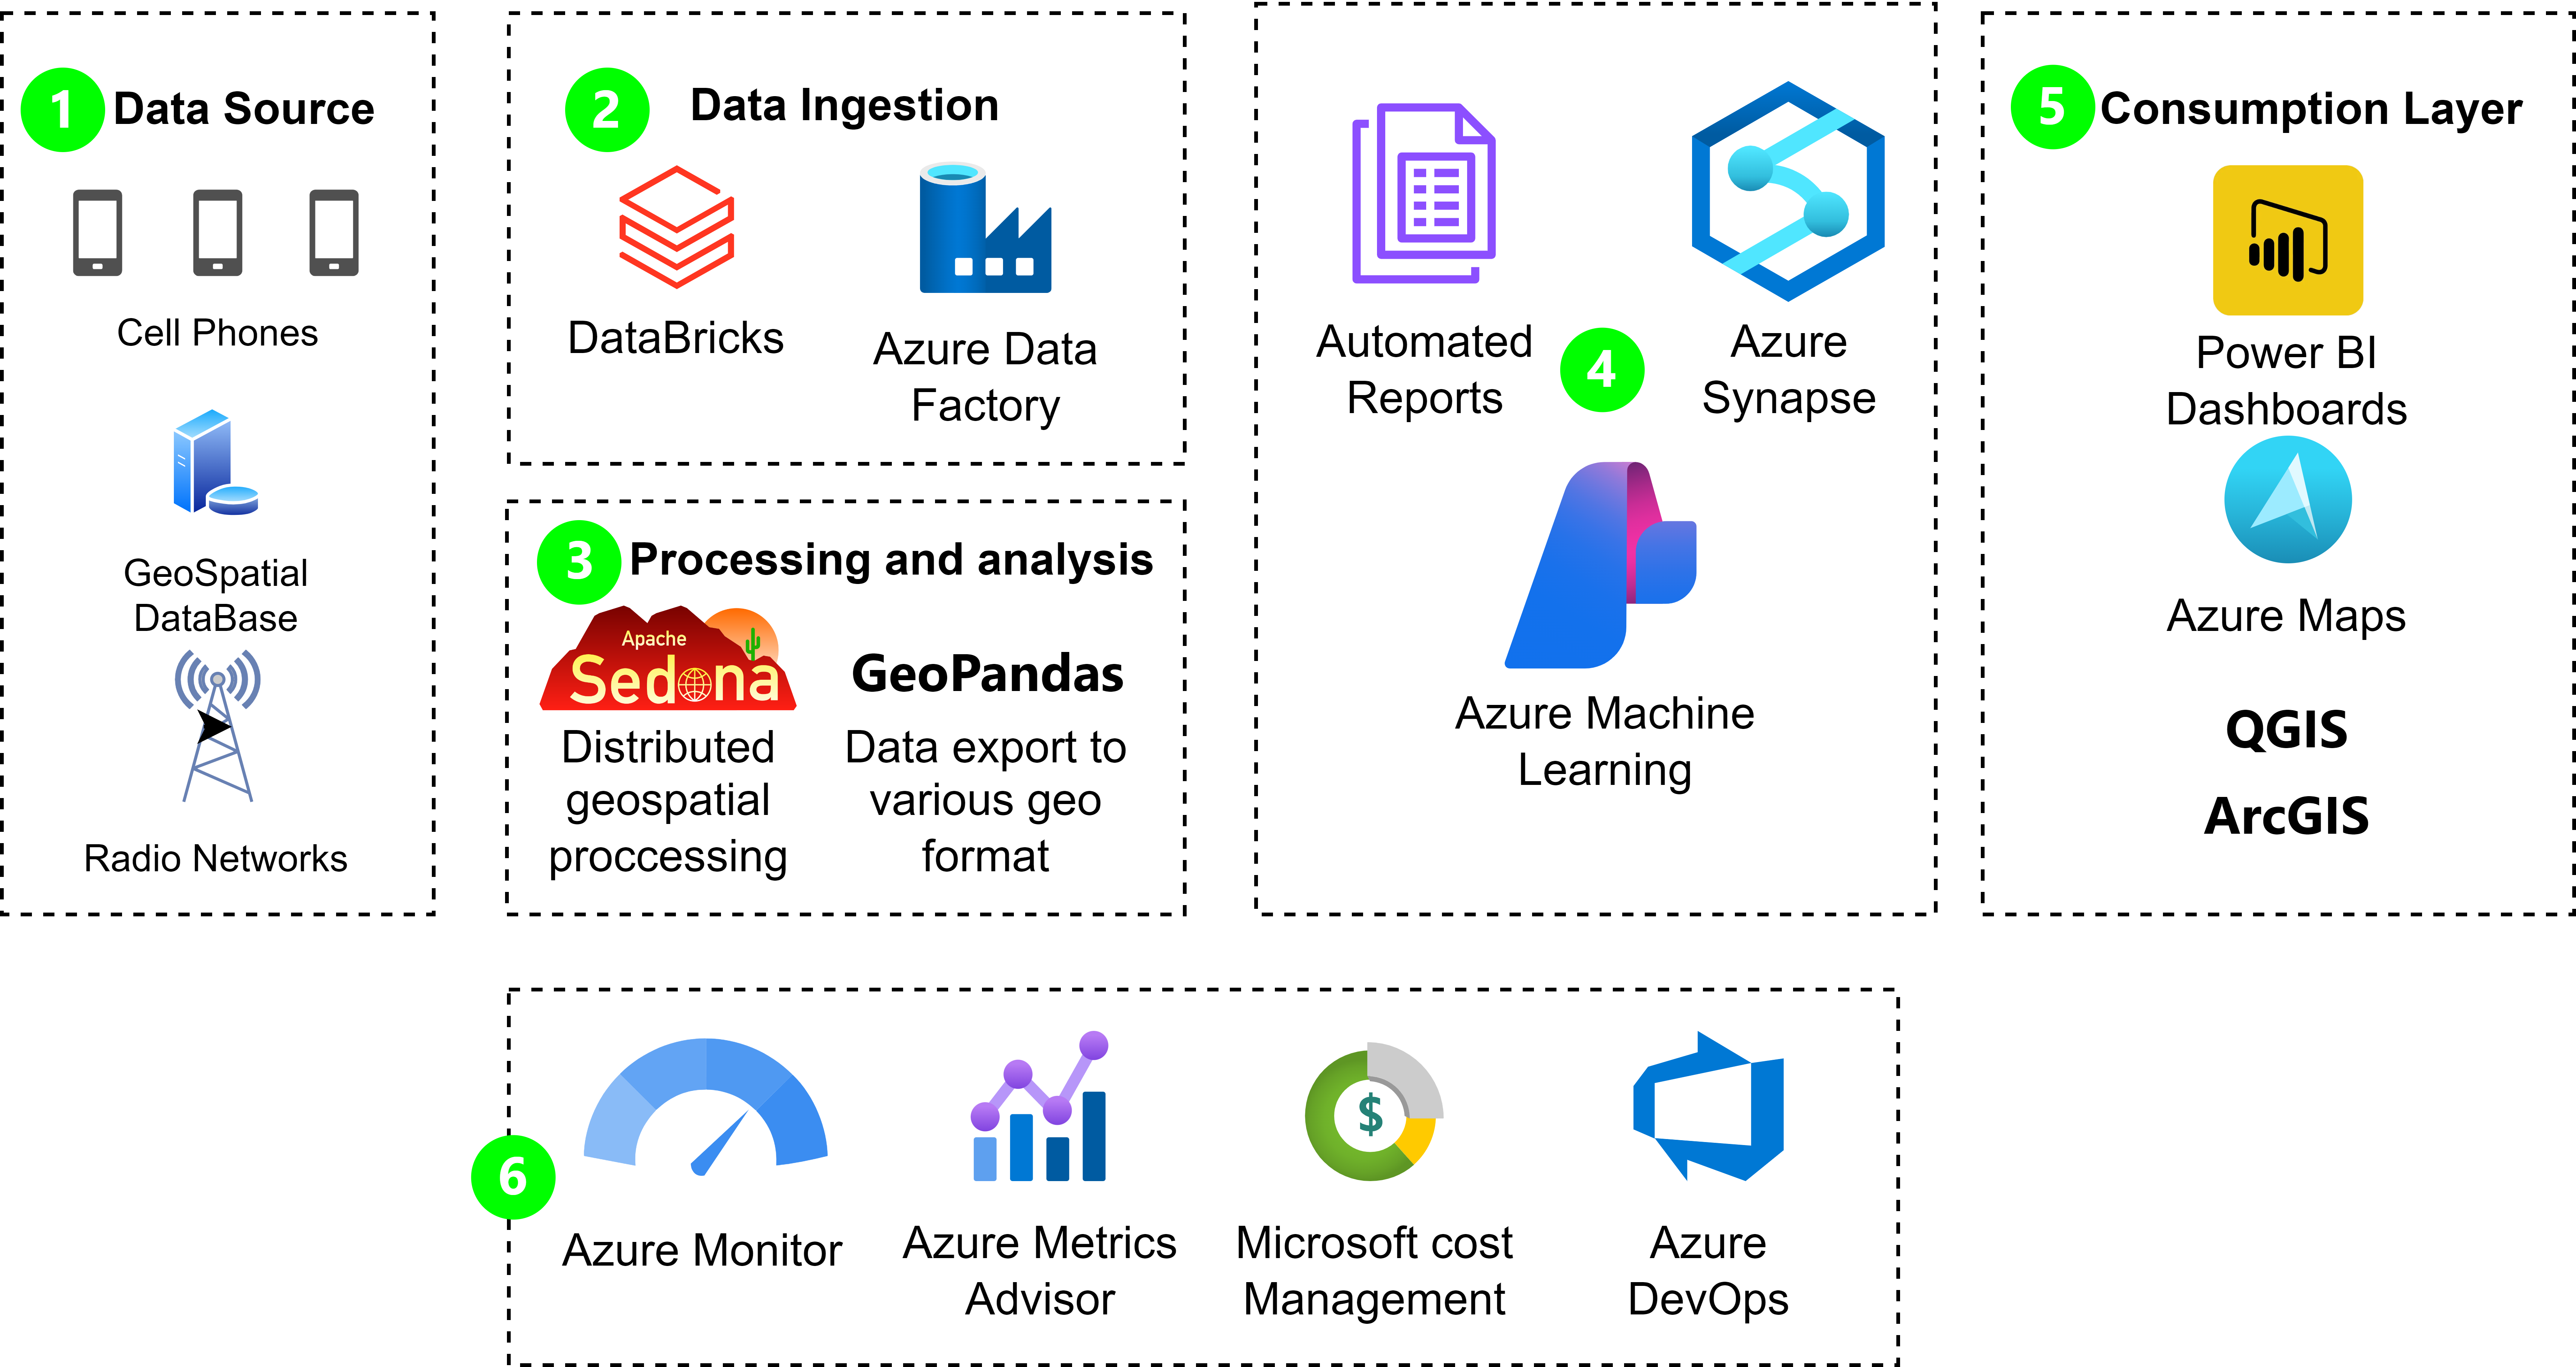 1
Data Source
Cell Phones
GeoSpatial
DataBase
Radio Networks
2
Data Ingestion
DataBricks
Azure Data
Factory
3
Processing and analysis
Apache
Sedona
Distributed
geospatial
proccessing
GeoPandas
Data export to
various geo
format
4
Automated
Reports
Azure
Synapse
Azure Machine
Learning
5
Consumption Layer
Power BI
Dashboards
Azure Maps
QGIS
ArcGIS
6
Azure Monitor
Azure Metrics
Advisor
$
Microsoft cost
Management
Azure
DevOps